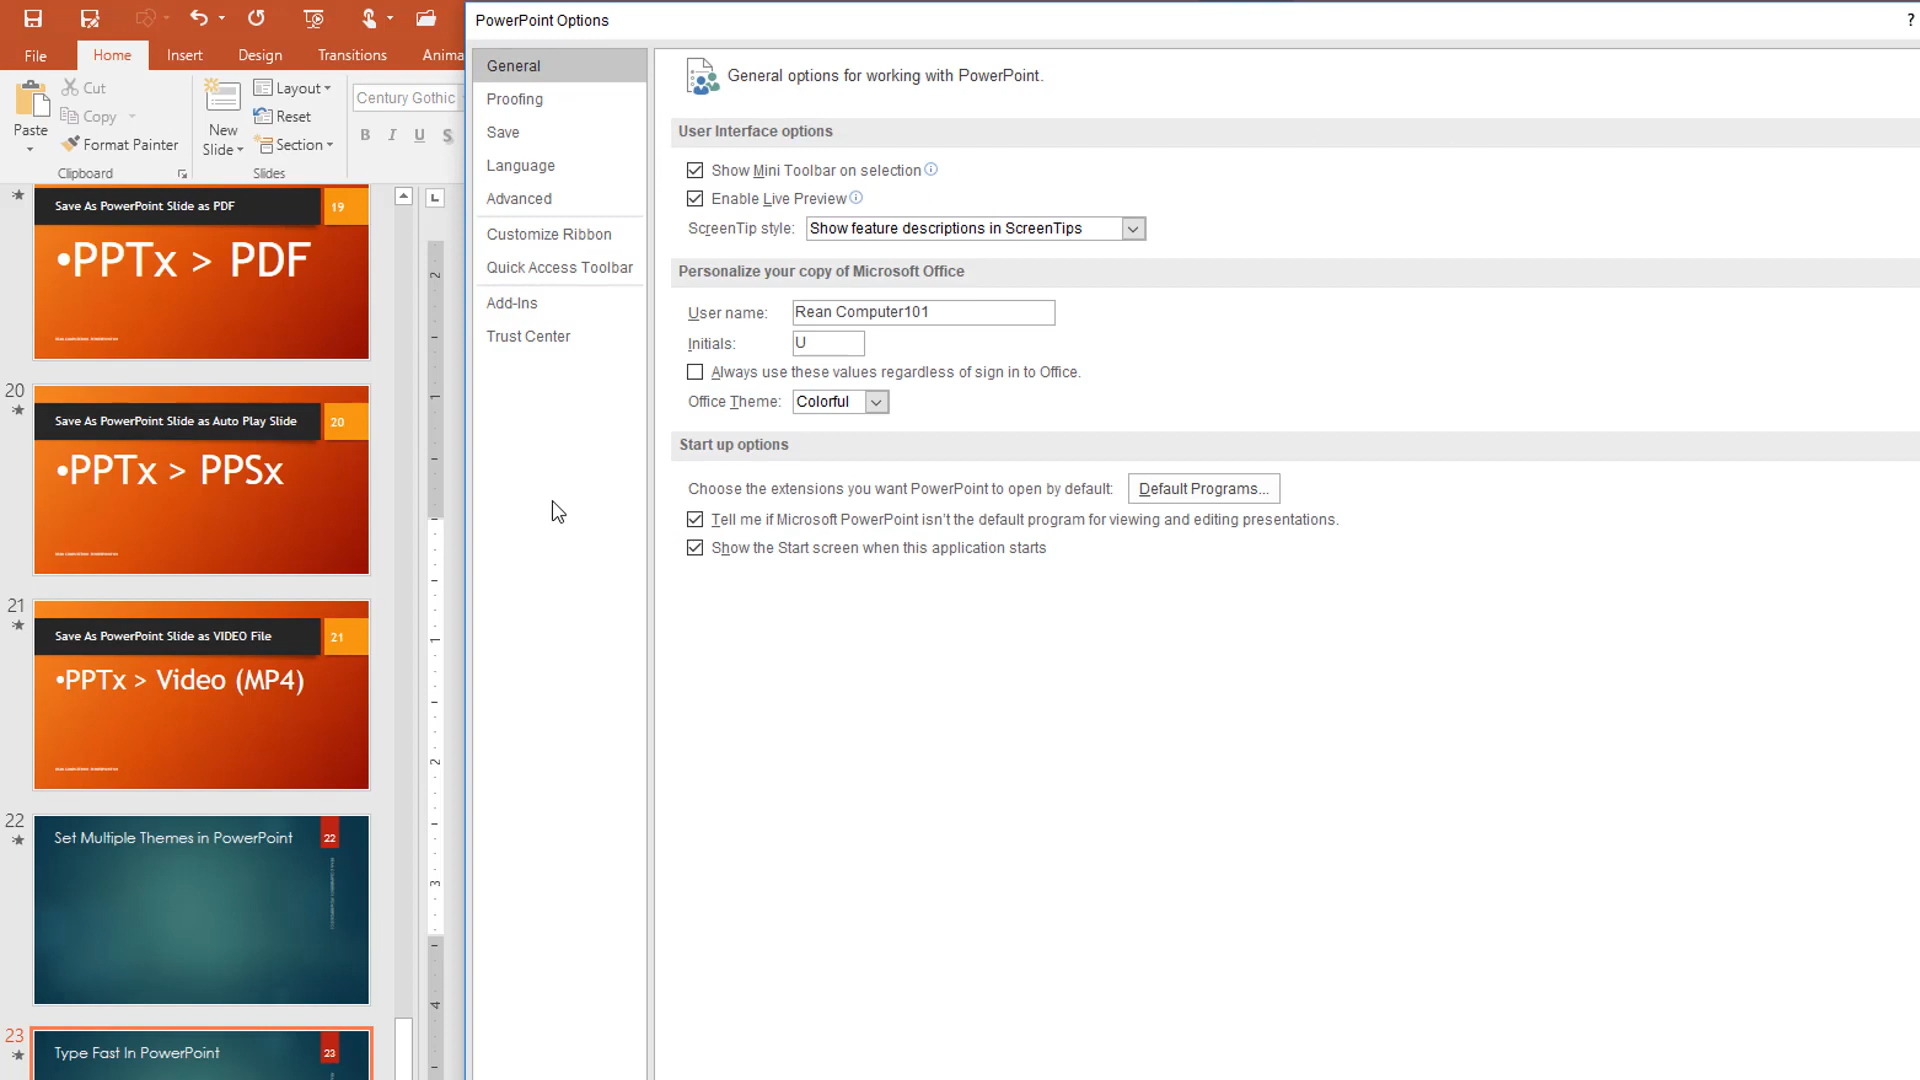 PowerPoint Options
?
File
Home
Insert
Design
Transitions
Anima
Paste
Cut
Copy
Format Painter
Clipboard
New
Slide
Layout
Reset
Section
Slides
Century Gothic
B I U S
Save As PowerPoint Slide as PDF
19
•PPTx > PDF
20
Save As PowerPoint Slide as Auto Play Slide
20
•PPTx > PPSx
21
Save As PowerPoint Slide as VIDEO File
21
•PPTx > Video (MP4)
22
Set Multiple Themes in PowerPoint
22
23
Type Fast In PowerPoint
23
L
2
1
1
2
3
4
General
Proofing
Save
Language
Advanced
Customize Ribbon
Quick Access Toolbar
Add-Ins
Trust Center
General options for working with PowerPoint.
User Interface options
Show Mini Toolbar on selection
Enable Live Preview
ScreenTip style: Show feature descriptions in ScreenTips
Personalize your copy of Microsoft Office
User name: Rean Computer101
Initials: U
Always use these values regardless of sign in to Office.
Office Theme: Colorful
Start up options
Choose the extensions you want PowerPoint to open by default: Default Programs...
Tell me if Microsoft PowerPoint isn't the default program for viewing and editing presentations.
Show the Start screen when this application starts